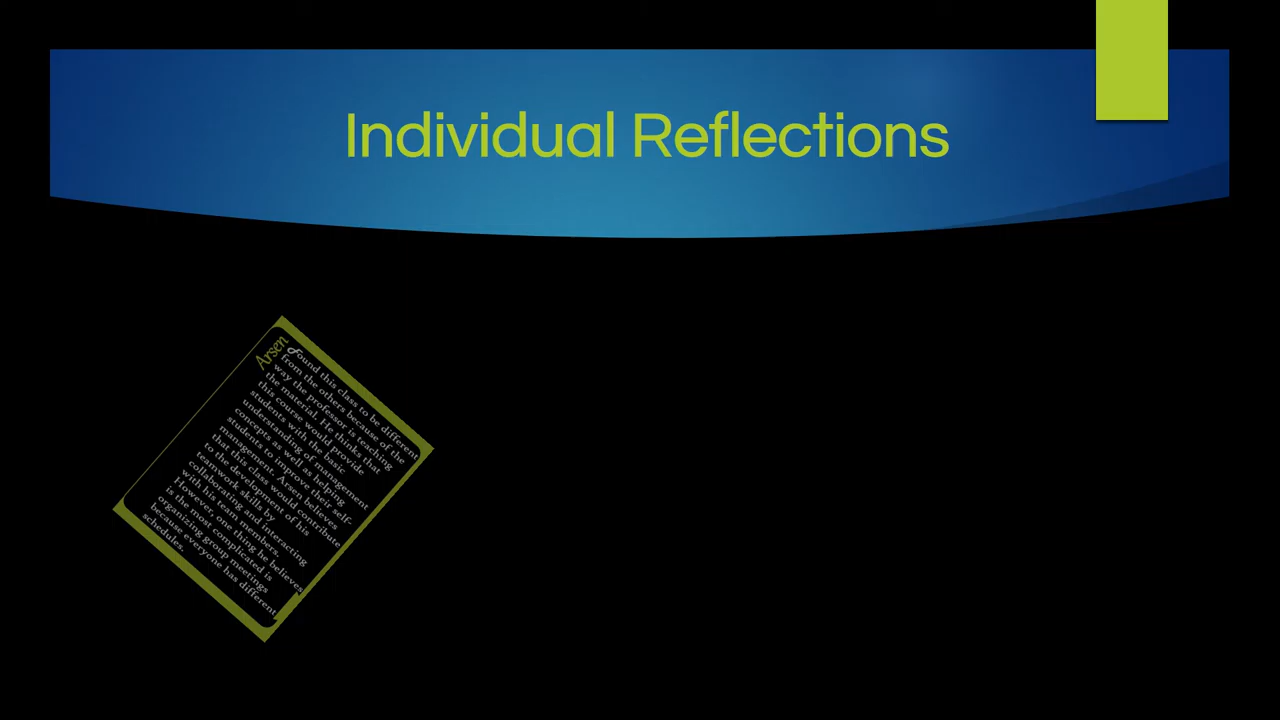 Individual Reflections
Arsen
found this class to be different
from the others because of the
way the professor is teaching
the material. He thinks that
this course would provide
students with the basic
understanding of management
concepts as well as helping
students to improve their self-
management. Arsen believes
that this class would contribute
to the development of his
teamwork skills by
collaborating and interacting
with his team members.
However, one thing he believes
is the most complicated is
organizing group meetings
because everyone has different
schedules.